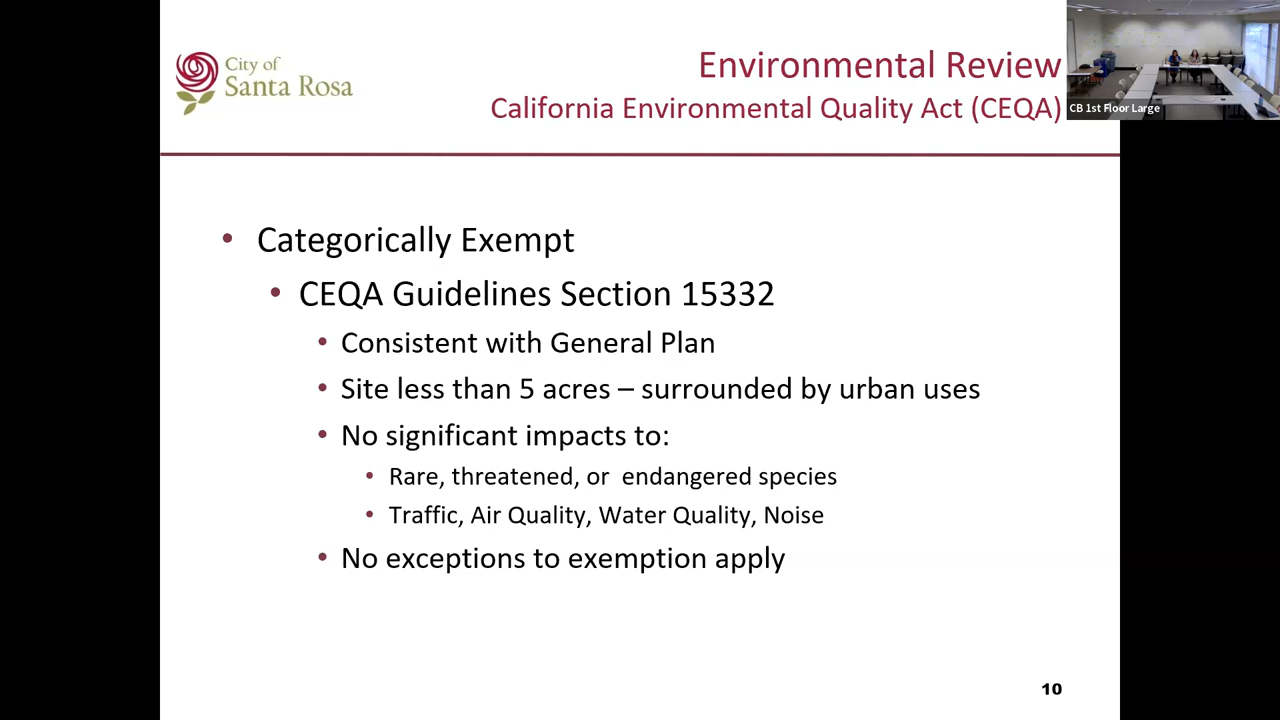 City of
Santa Rosa
Environmental Review
California Environmental Quality Act (CEQA)
CB 1st Floor Large
• Categorically Exempt
• CEQA Guidelines Section 15332
• Consistent with General Plan
• Site less than 5 acres – surrounded by urban uses
• No significant impacts to:
• Rare, threatened, or  endangered species
• Traffic, Air Quality, Water Quality, Noise
• No exceptions to exemption apply
10